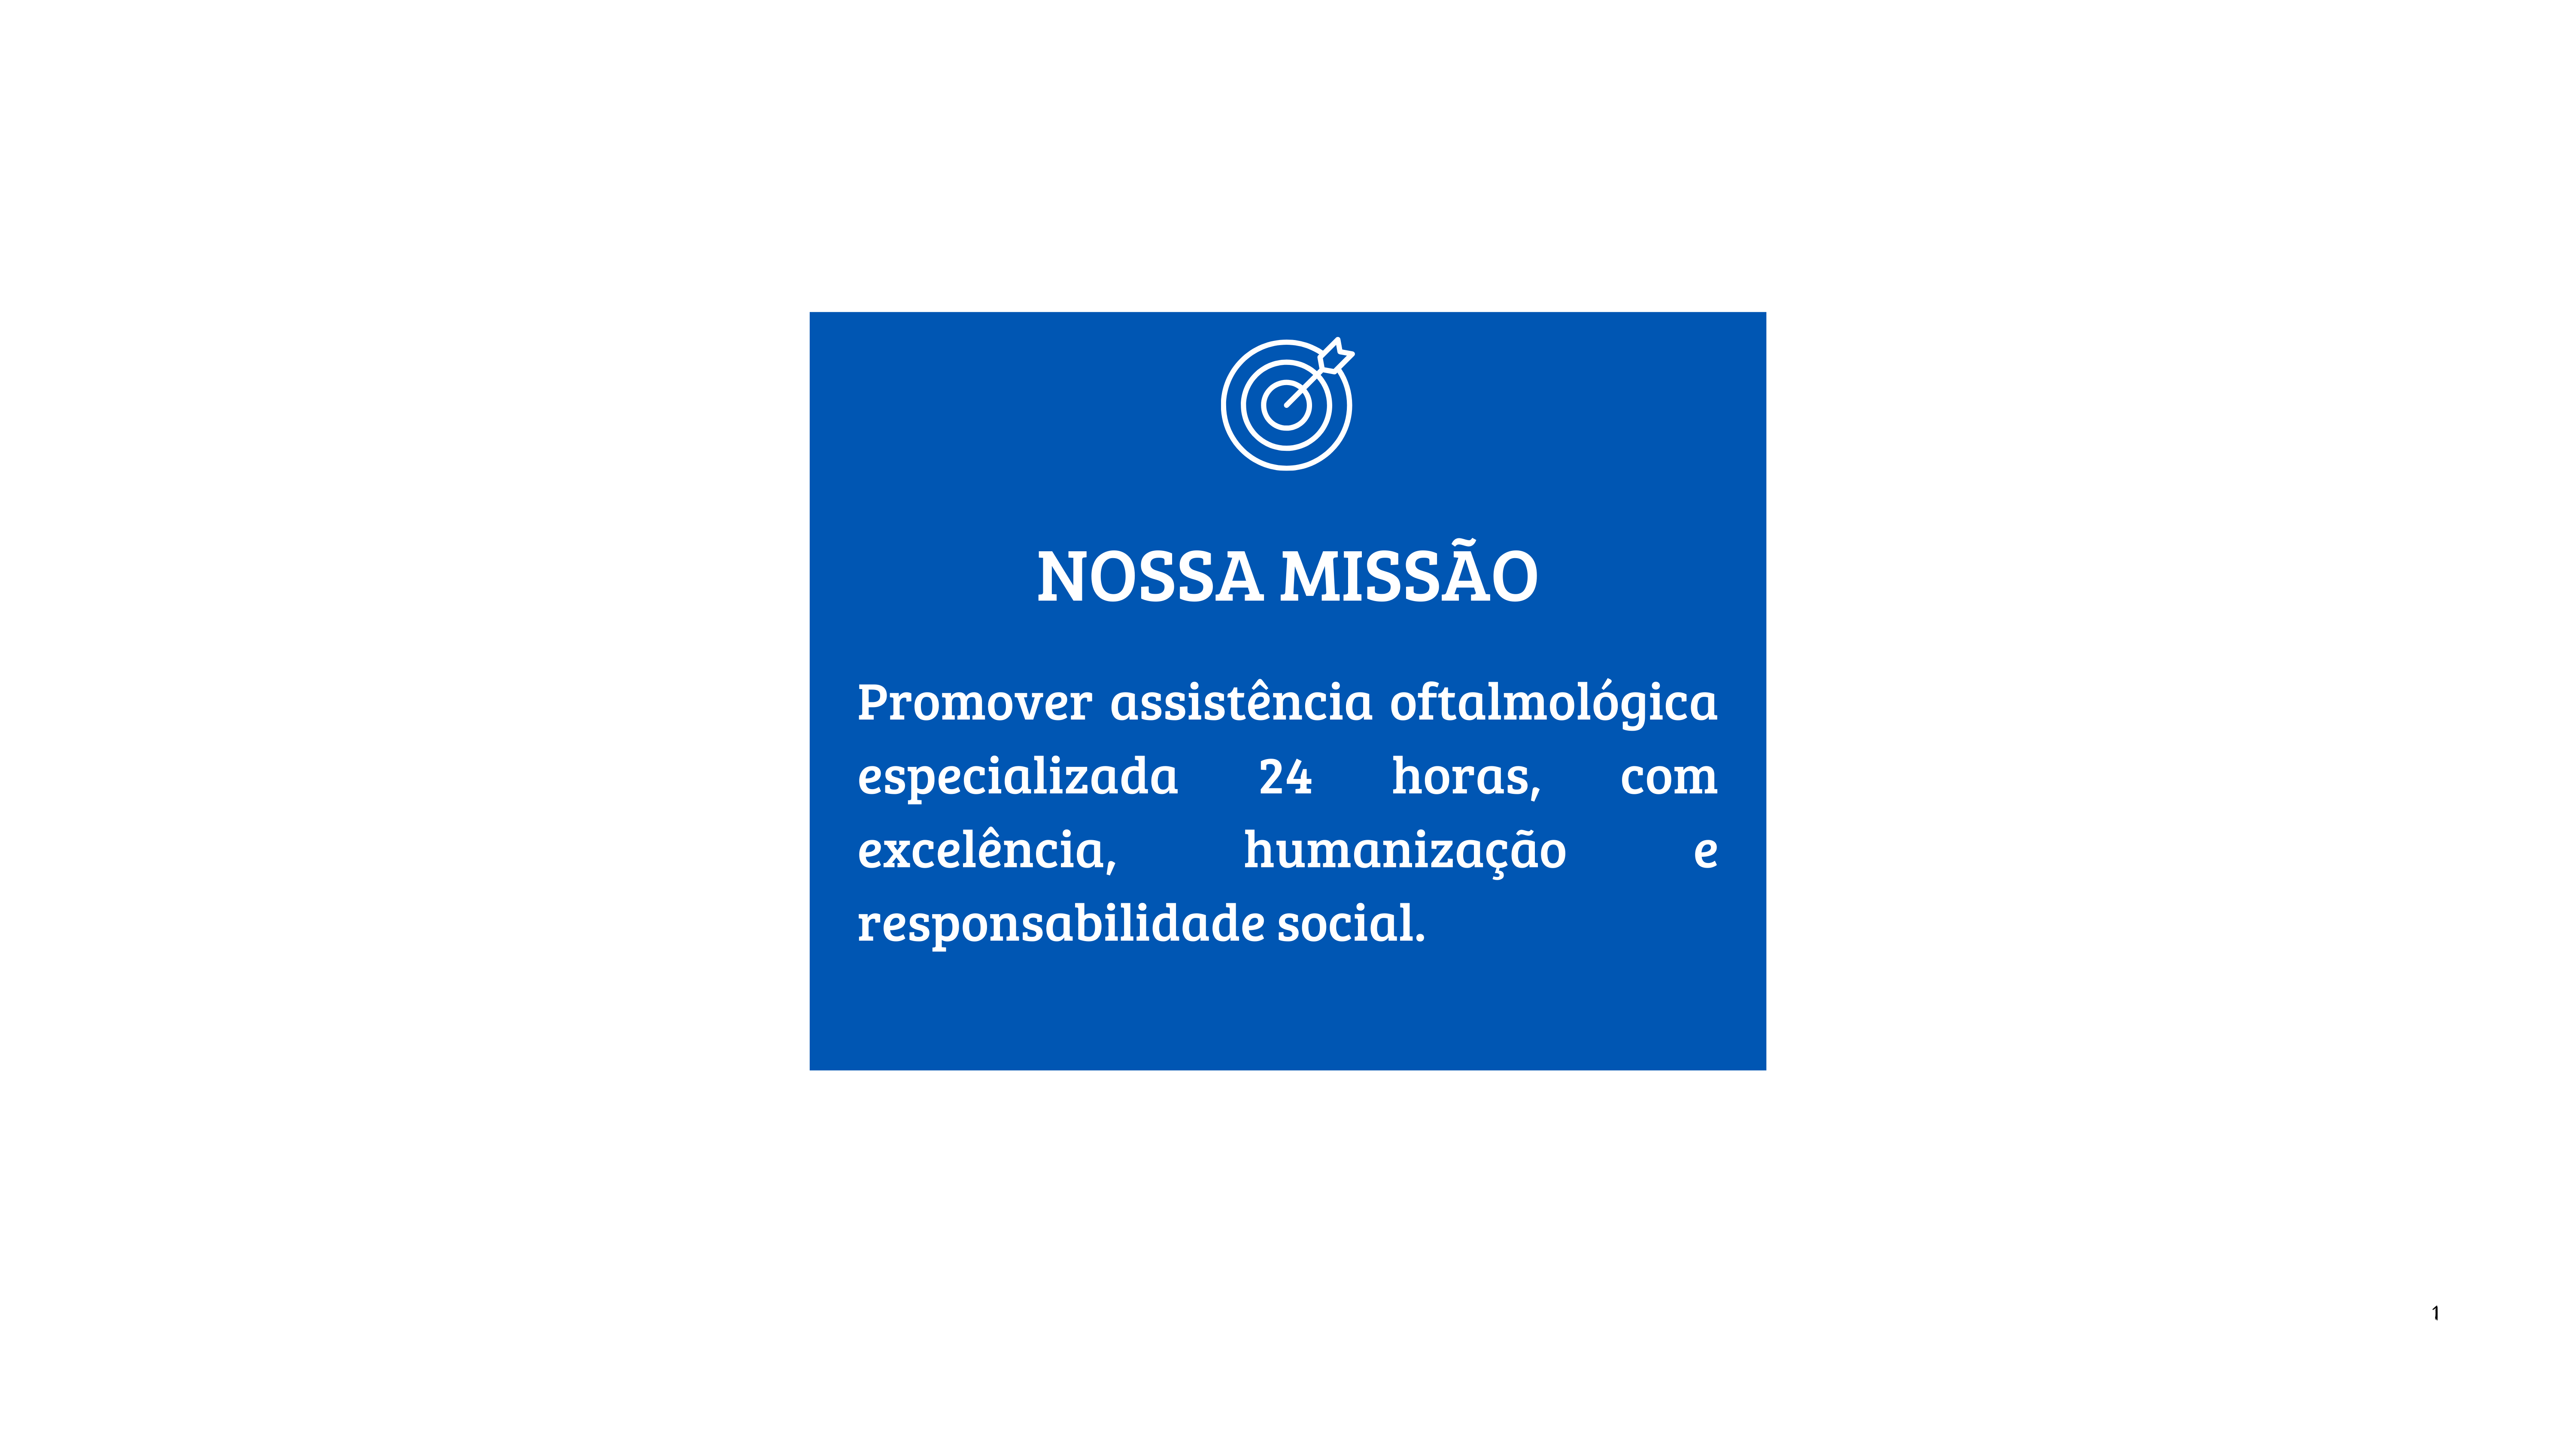 NOSSA MISSÃO
Promover assistência oftalmológica
especializada 24 horas, com
excelência, humanização e
responsabilidade social.
1